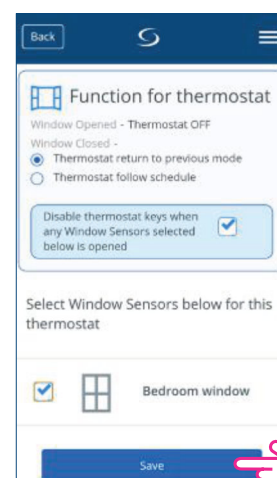 Back
Function for thermostat
Window Opened - Thermostat OFF
Window Closed -
Thermostat return to previous mode
Thermostat follow schedule
Disable thermostat keys when
any Window Sensors selected
below is opened
Select Window Sensors below for this
thermostat
Bedroom window
Save